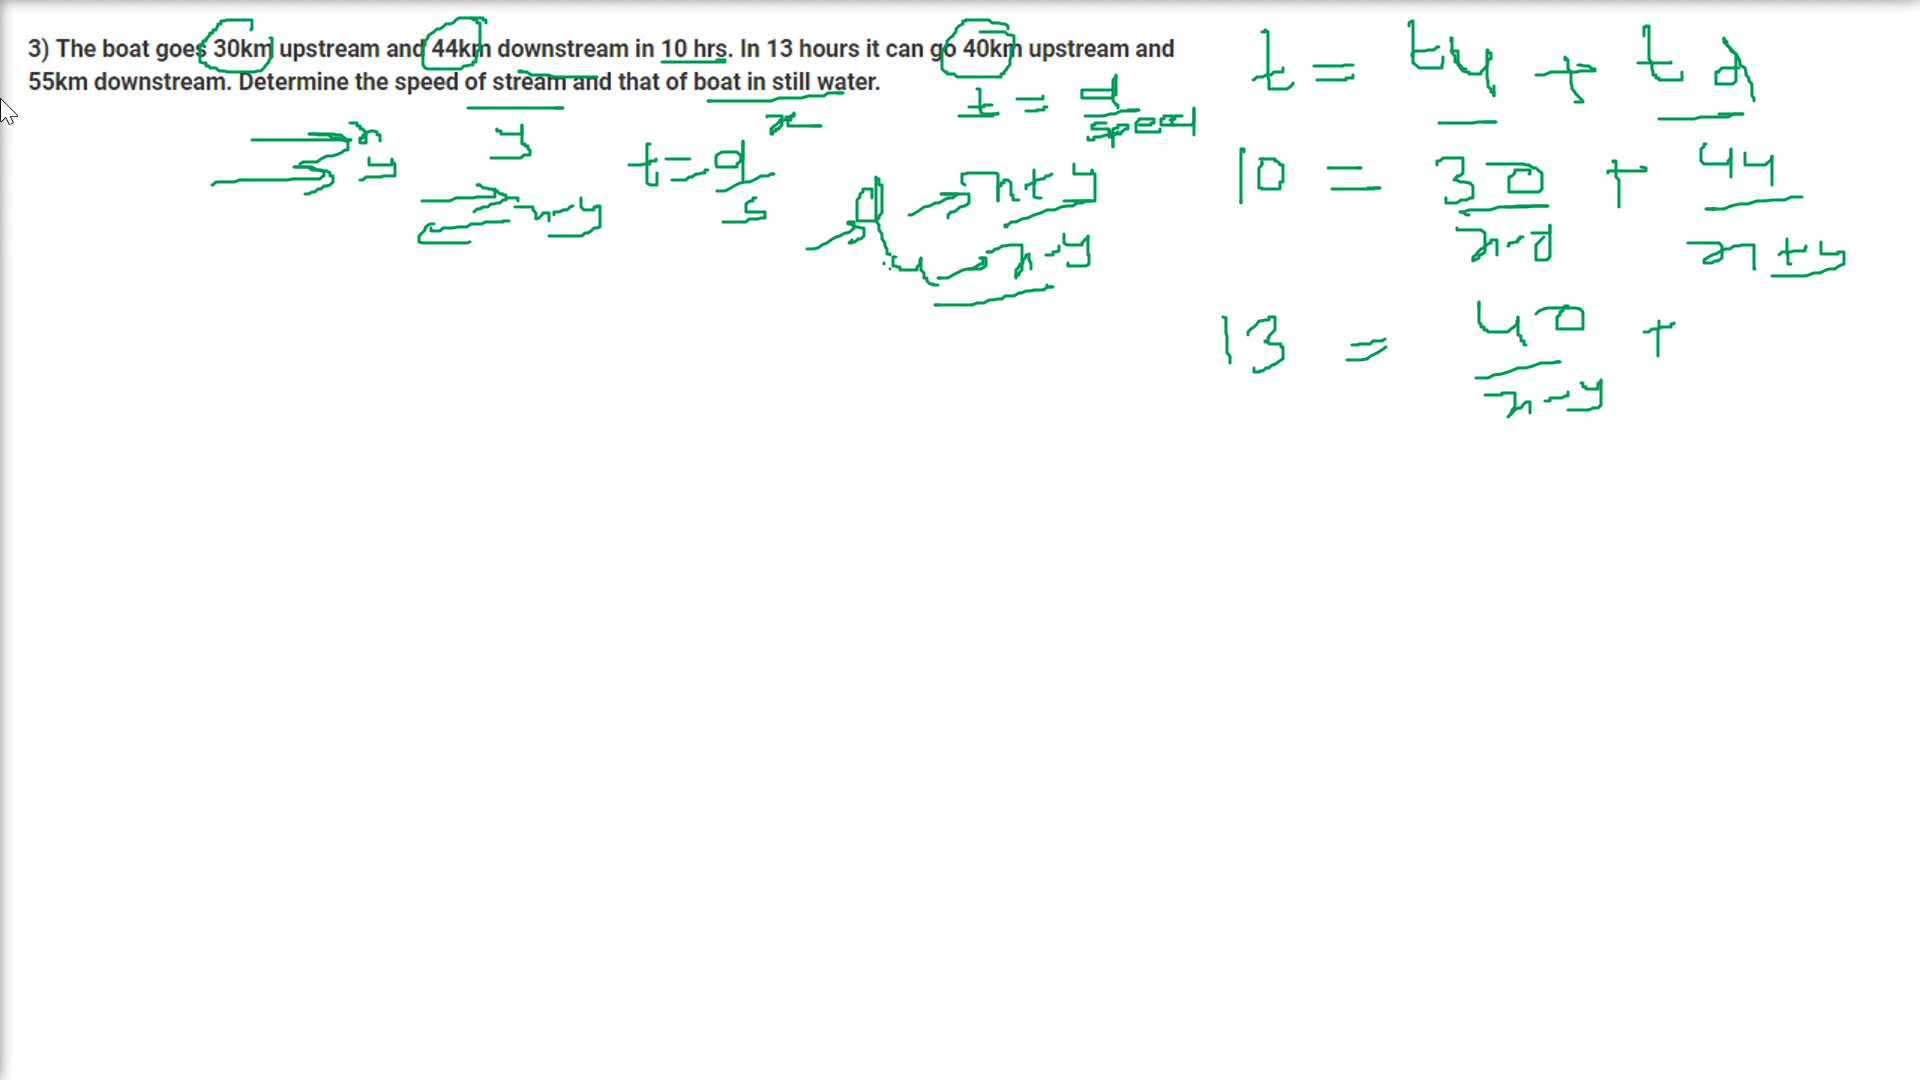 3) The boat goes 30km upstream and 44km downstream in 10 hrs. In 13 hours it can go 40km upstream and
55km downstream. Determine the speed of stream and that of boat in still water.
t = tu + td
t = d/speed
x
y
x
y
t = d/s
x-y
d x+y
u x-y
10 = 30/x-y + 44/x+y
13 = 40/x-y +